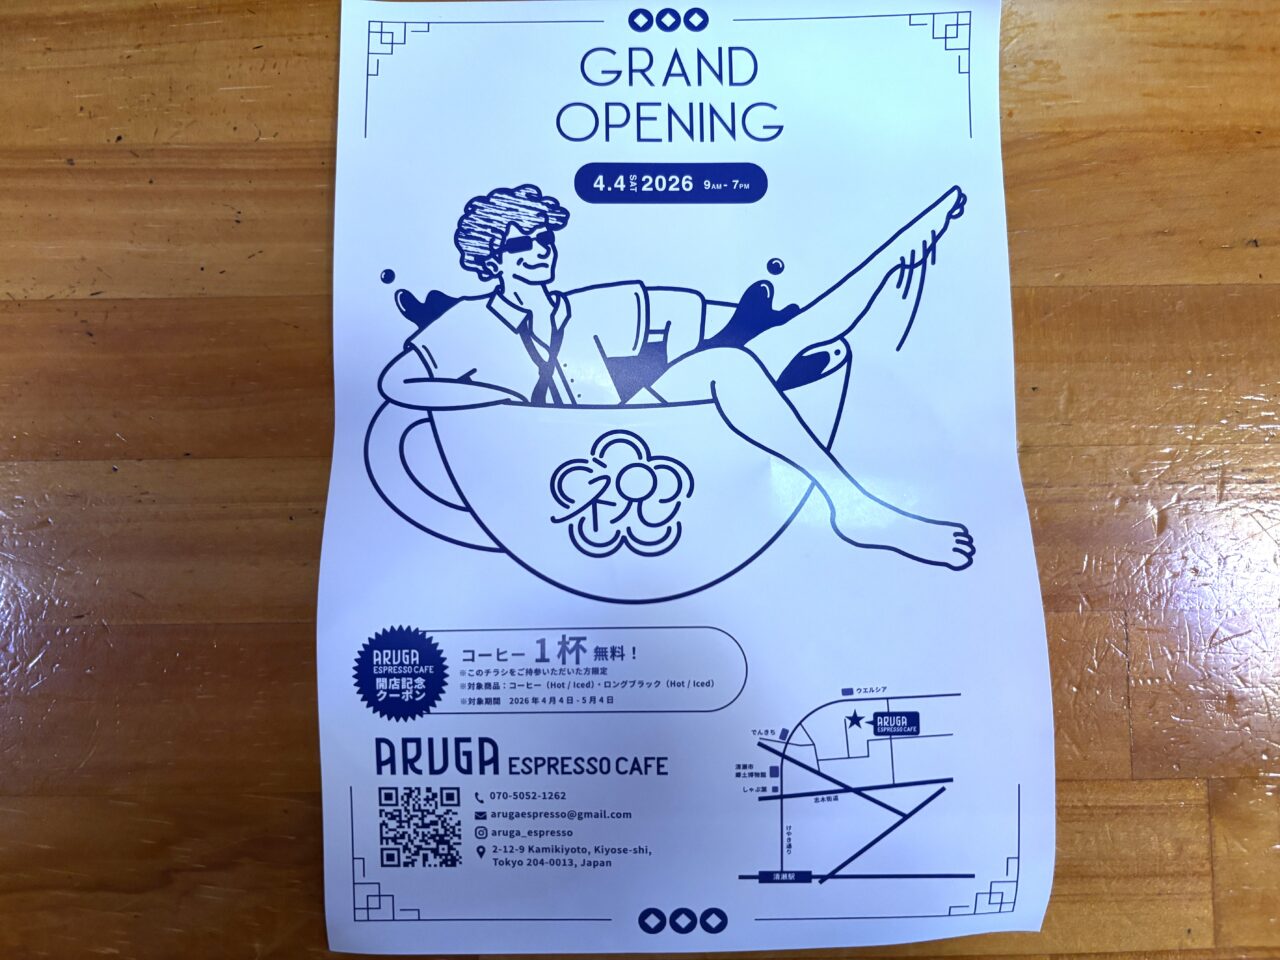 GRAND
OPENING
4.4 SAT 2026 9AM - 7PM
祝
ARUGA
ESPRESSO CAFE
開店記念
クーポン
コーヒー 1杯 無料！
※このチラシをご持参いただいた方限定
※対象商品：コーヒー（Hot / Iced）・ロングブラック（Hot / Iced）
※対象期間 2026年4月4日 - 5月4日
ARUGA ESPRESSO CAFE
070-5052-1262
arugaespresso@gmail.com
aruga_espresso
2-12-9 Kamikiyoto, Kiyose-shi,
Tokyo 204-0013, Japan
ウエルシア
ARUGA
ESPRESSO CAFE
でんきち
清瀬市
郷土博物館
しゃぶ葉
志木街道
けやき通り
清瀬駅